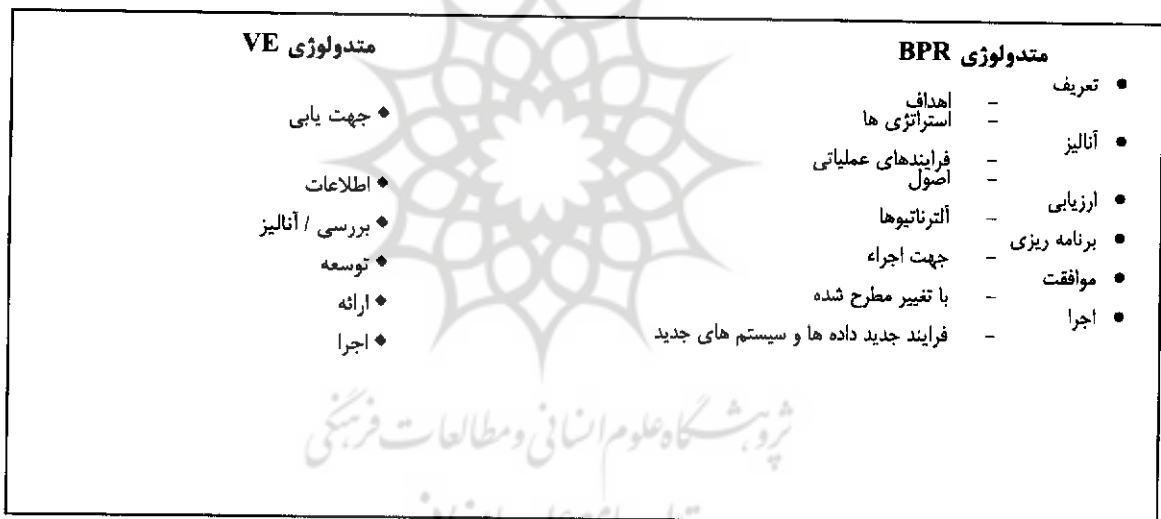 متدولوژی BPR
• تعریف
– اهداف
– استراتژی ها
• آنالیز
– فرایندهای عملیاتی
– اصول
• ارزیابی
– آلترناتیوها
• برنامه ریزی
– جهت اجراء
• موافقت
– با تغییر مطرح شده
• اجرا
– فرایند جدید داده ها و سیستم های جدید
متدولوژی VE
♦ جهت یابی
♦ اطلاعات
♦ بررسی / آنالیز
♦ توسعه
♦ ارائه
♦ اجرا
پژوهشگاه علوم انسانی و مطالعات فرهنگی